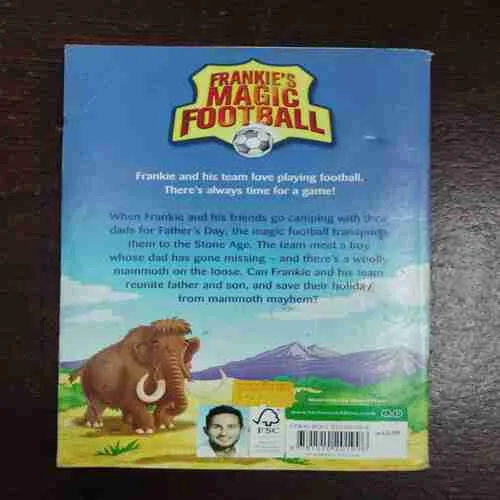 FRANKIE'S
MAGIC
FOOTBALL
Frankie and his team love playing football.
There's always time for a game!
When Frankie and his friends go camping with their
dads for Father's Day, the magic football transports
them to the Stone Age. The team meet a boy
whose dad has gone missing – and there's a woolly
mammoth on the loose. Can Frankie and his team
reunite father and son, and save their holiday
from mammoth mayhem?
FSC